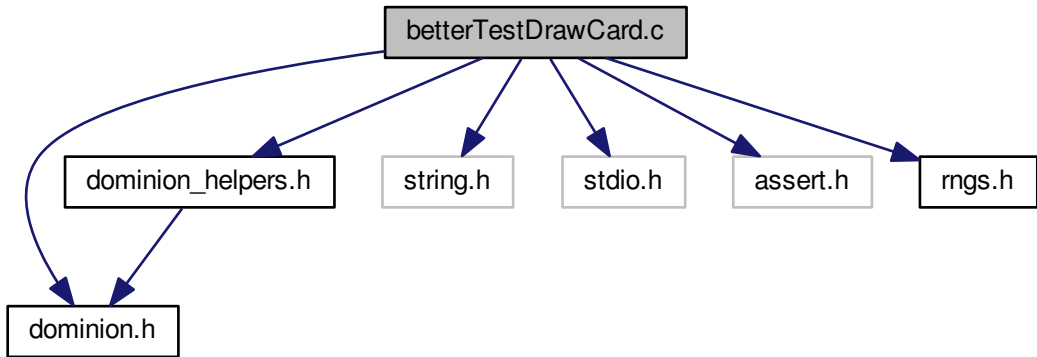 betterTestDrawCard.c
dominion_helpers.h
string.h
stdio.h
assert.h
rngs.h
dominion.h